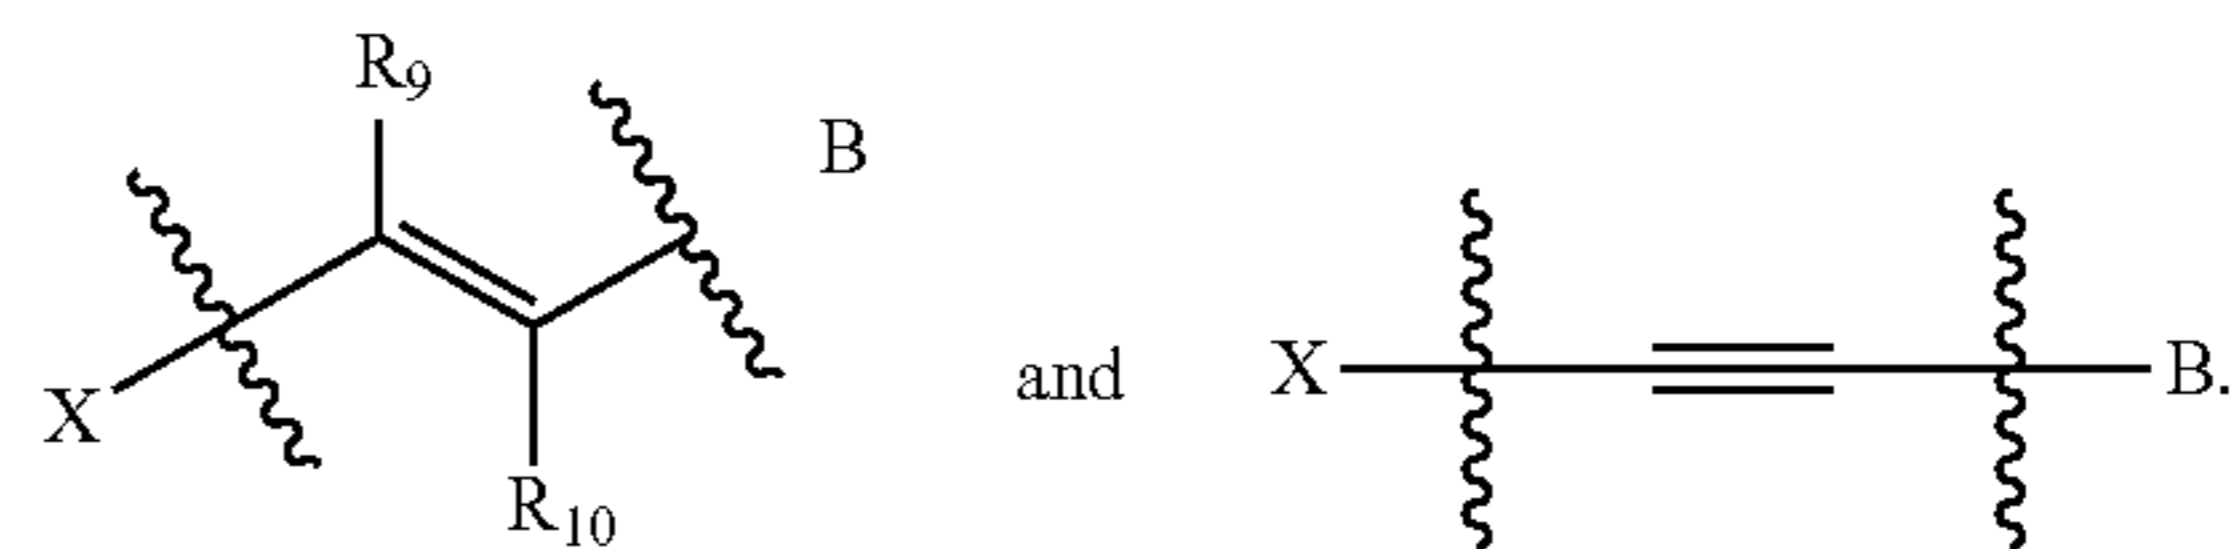 R₉
B
X
R₁₀
and
X
B.